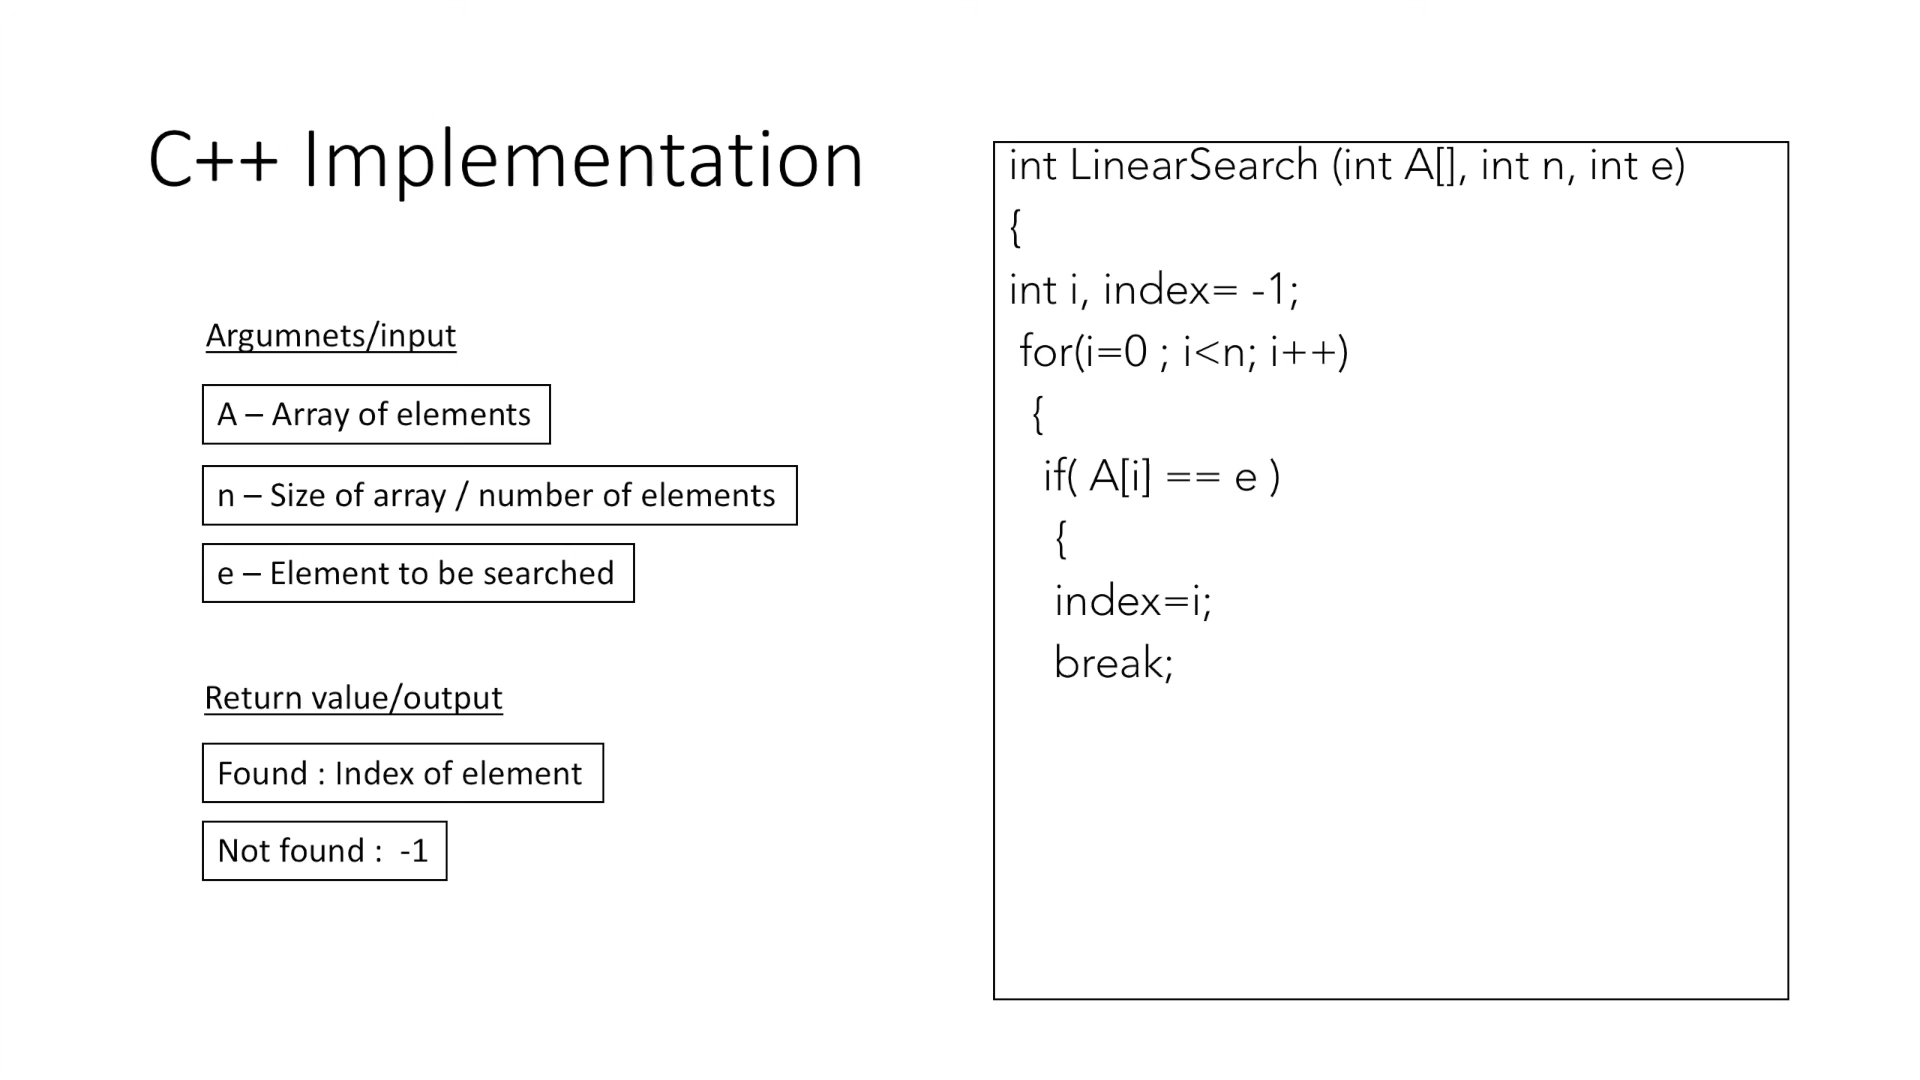 C++ Implementation
Argumnets/input
A – Array of elements
n – Size of array / number of elements
e – Element to be searched
Return value/output
Found : Index of element
Not found :  -1
int LinearSearch (int A[], int n, int e)
{
int i, index= -1;
for(i=0 ; i<n; i++)
{
if( A[i] == e )
{
index=i;
break;